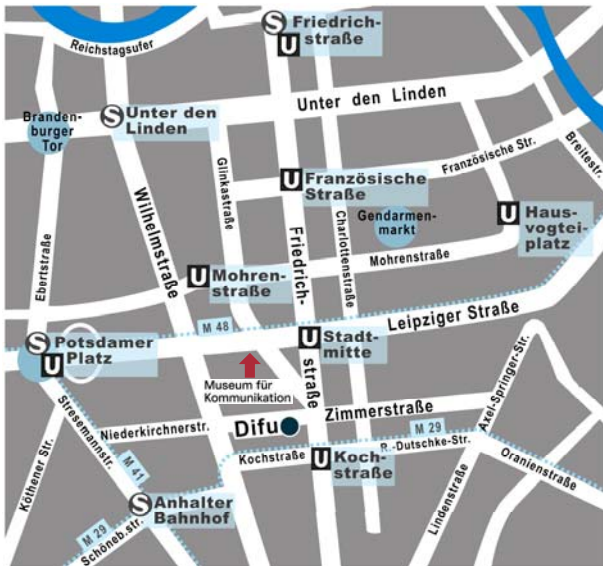 Reichstagsufer
S Friedrich-
U straße
Branden-
burger
Tor
S Unter den
Linden
Unter den Linden
Glinkastraße
Französische Str.
Breitestr.
U Französische
Straße
Wilhelmstraße
Charlottenstraße
Gendarmen-
markt
U Haus-
vogtei-
platz
Ebertstraße
Friedrich-
straße
U Mohren-
straße
Mohrenstraße
M 48
Leipziger Straße
S Potsdamer
U Platz
U Stadt-
mitte
Museum für
Kommunikation
Axel-Springer-Str.
Stresemannstr.
Niederkirchnerstr.
Difu
Zimmerstraße
M 29
Köthener Str.
M 41
Kochstraße
R.-Dutschke-Str.
U Koch-
straße
Oranienstraße
Lindenstraße
S Anhalter
Bahnhof
M 29
Schöneb.str.